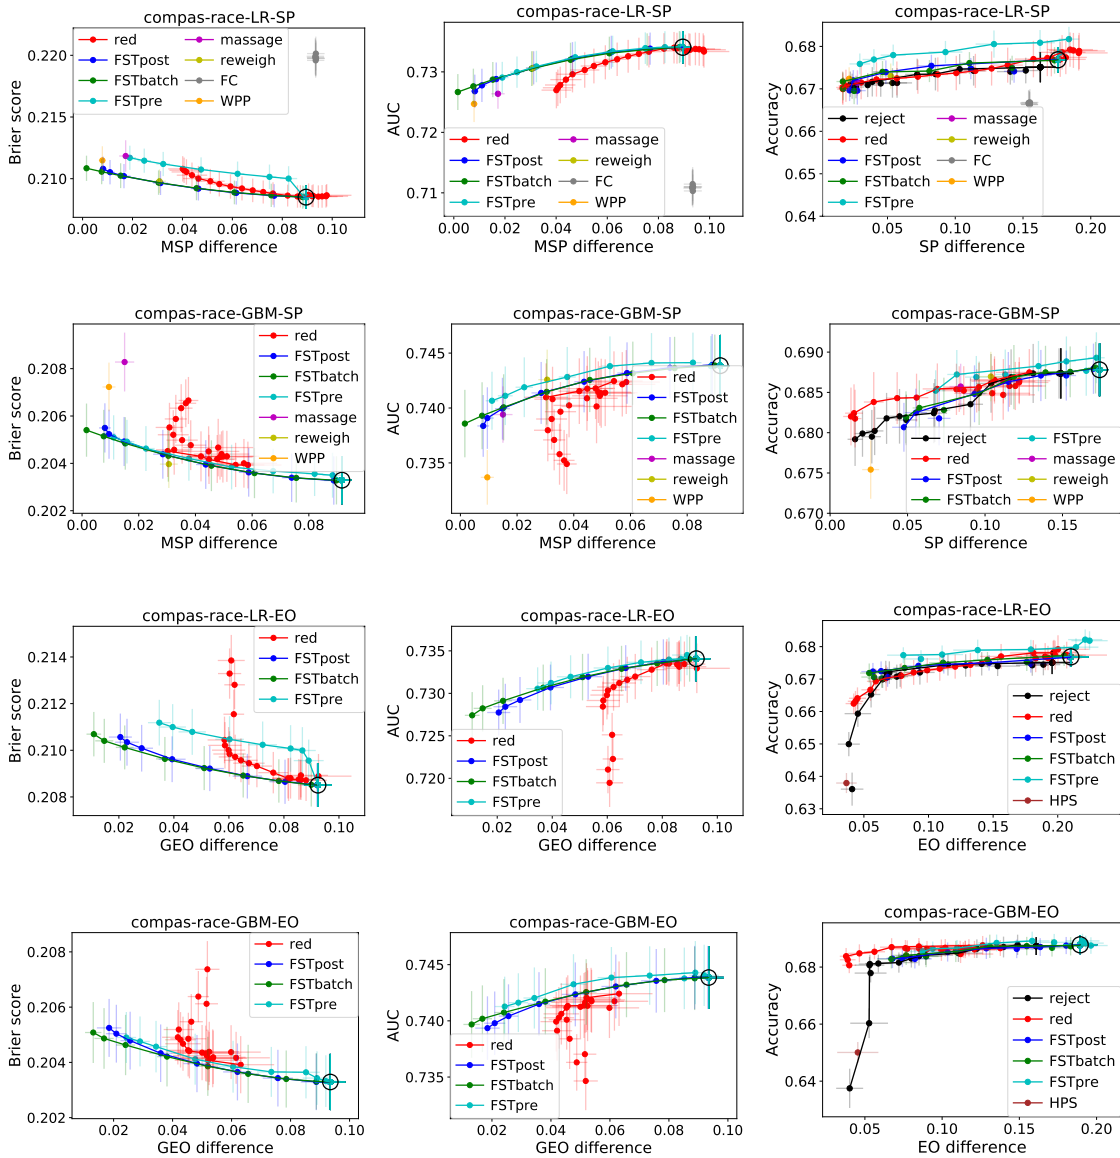 compas-race-LR-SP
Brier score
0.220
0.215
0.210
0.00 0.02 0.04 0.06 0.08 0.10
MSP difference
red
FSTpost
FSTbatch
FSTpre
massage
reweigh
FC
WPP
compas-race-LR-SP
AUC
0.73
0.72
0.71
0.00 0.02 0.04 0.06 0.08 0.10
MSP difference
red
FSTpost
FSTbatch
FSTpre
massage
reweigh
FC
WPP
compas-race-LR-SP
Accuracy
0.68
0.67
0.66
0.65
0.64
0.05 0.10 0.15 0.20
SP difference
reject
red
FSTpost
FSTbatch
FSTpre
massage
reweigh
FC
WPP
compas-race-GBM-SP
Brier score
0.208
0.206
0.204
0.202
0.00 0.02 0.04 0.06 0.08
MSP difference
red
FSTpost
FSTbatch
FSTpre
massage
reweigh
WPP
compas-race-GBM-SP
AUC
0.745
0.740
0.735
0.00 0.02 0.04 0.06 0.08
MSP difference
red
FSTpost
FSTbatch
FSTpre
massage
reweigh
WPP
compas-race-GBM-SP
Accuracy
0.690
0.685
0.680
0.675
0.670
0.00 0.05 0.10 0.15
SP difference
reject
red
FSTpost
FSTbatch
FSTpre
massage
reweigh
WPP
compas-race-LR-EO
Brier score
0.214
0.212
0.210
0.208
0.02 0.04 0.06 0.08 0.10
GEO difference
red
FSTpost
FSTbatch
FSTpre
compas-race-LR-EO
AUC
0.735
0.730
0.725
0.720
0.02 0.04 0.06 0.08 0.10
GEO difference
red
FSTpost
FSTbatch
FSTpre
compas-race-LR-EO
Accuracy
0.68
0.67
0.66
0.65
0.64
0.63
0.05 0.10 0.15 0.20
EO difference
reject
red
FSTpost
FSTbatch
FSTpre
HPS
compas-race-GBM-EO
Brier score
0.208
0.206
0.204
0.202
0.00 0.02 0.04 0.06 0.08 0.10
GEO difference
red
FSTpost
FSTbatch
FSTpre
compas-race-GBM-EO
AUC
0.745
0.740
0.735
0.02 0.04 0.06 0.08 0.10
GEO difference
red
FSTpost
FSTbatch
FSTpre
compas-race-GBM-EO
Accuracy
0.68
0.66
0.64
0.05 0.10 0.15 0.20
EO difference
reject
red
FSTpost
FSTbatch
FSTpre
HPS